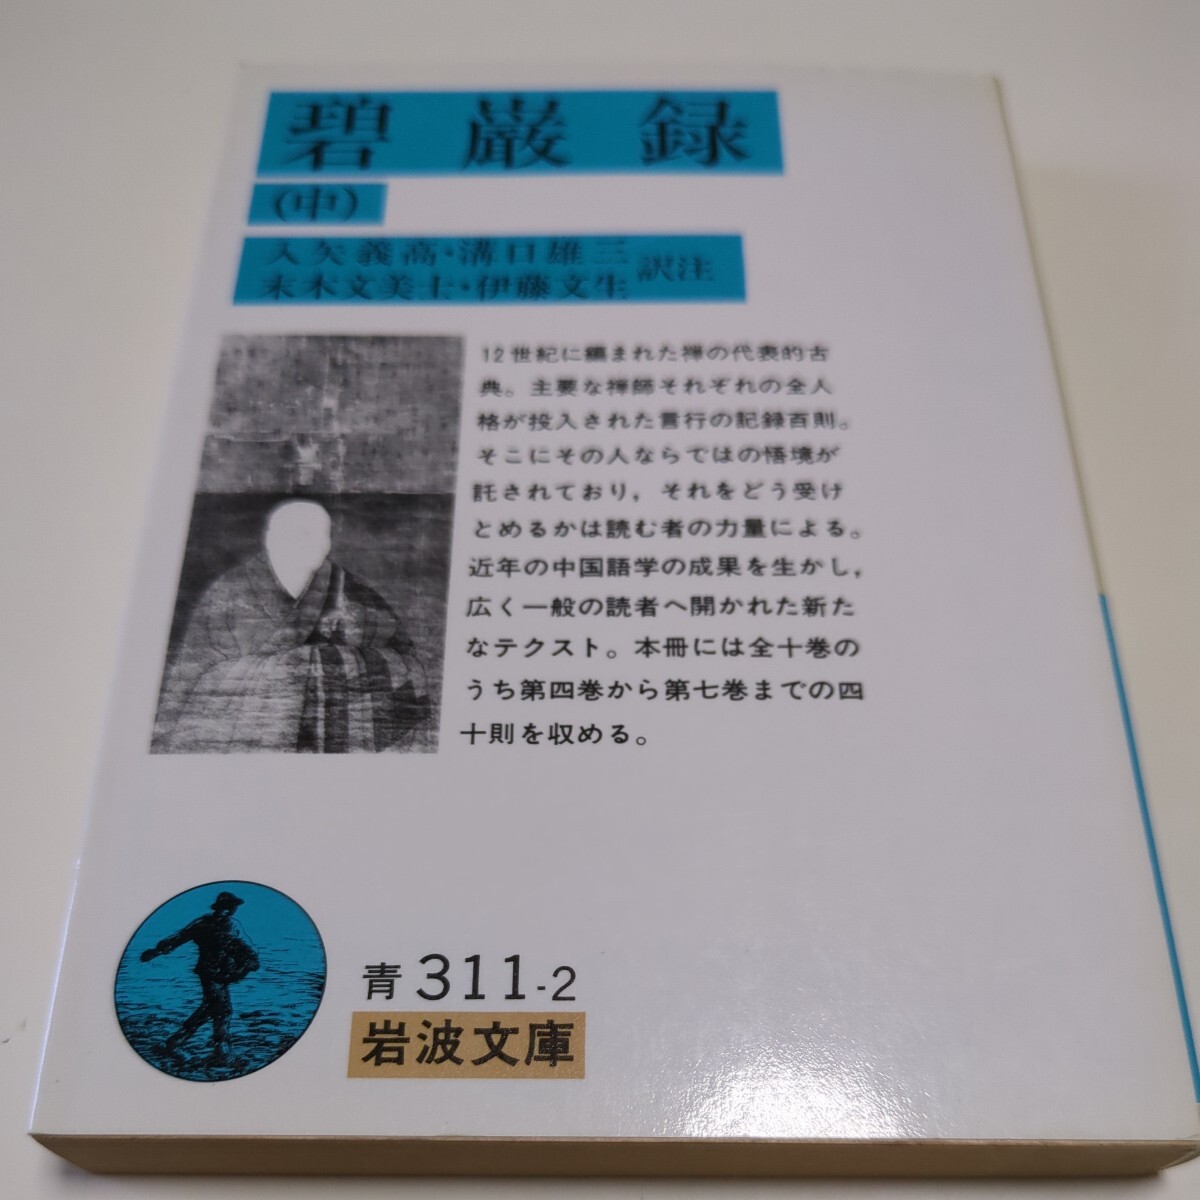 碧巌録
(中)
入矢義高・溝口雄三
末木文美士・伊藤文生
訳注
12世紀に編まれた禅の代表的古
典。主要な禅師それぞれの全人
格が投入された言行の記録百則。
そこにその人ならではの悟境が
託されており，それをどう受け
とめるかは読む者の力量による。
近年の中国語学の成果を生かし，
広く一般の読者へ開かれた新た
なテクスト。本冊には全十巻の
うち第四巻から第七巻までの四
十則を収める。
青311-2
岩波文庫